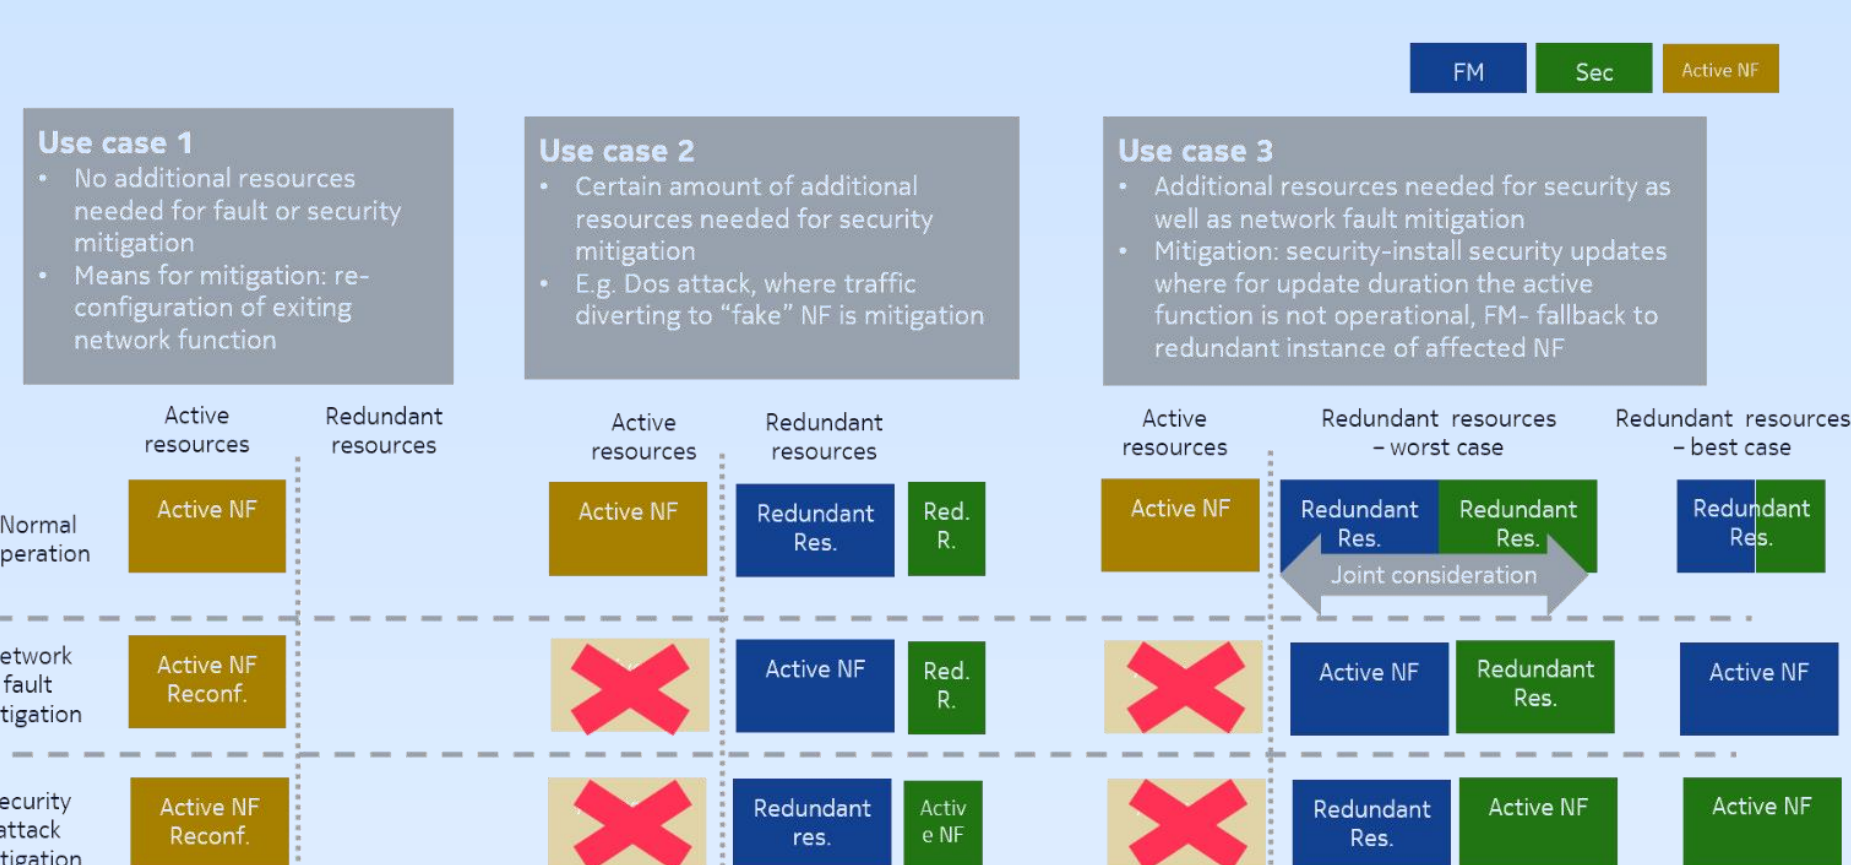 FM
Sec
Active NF
Use case 1
• No additional resources
needed for fault or security
mitigation
• Means for mitigation: re-
configuration of exiting
network function
Use case 2
• Certain amount of additional
resources needed for security
mitigation
• E.g. Dos attack, where traffic
diverting to “fake” NF is mitigation
Use case 3
• Additional resources needed for security as
well as network fault mitigation
• Mitigation: security-install security updates
where for update duration the active
function is not operational, FM- fallback to
redundant instance of affected NF
Active
resources
Redundant
resources
Active
resources
Redundant
resources
Active
resources
Redundant resources
– worst case
Redundant resources
– best case
Normal
peration
Active NF
Active NF
Redundant
Res.
Red.
R.
Active NF
Redundant
Res.
Redundant
Res.
Joint consideration
Redundant
Res.
etwork
fault
tigation
Active NF
Reconf.
Active NF
Red.
R.
Active NF
Redundant
Res.
Active NF
ecurity
attack
tigation
Active NF
Reconf.
Redundant
res.
Activ
e NF
Redundant
Res.
Active NF
Active NF